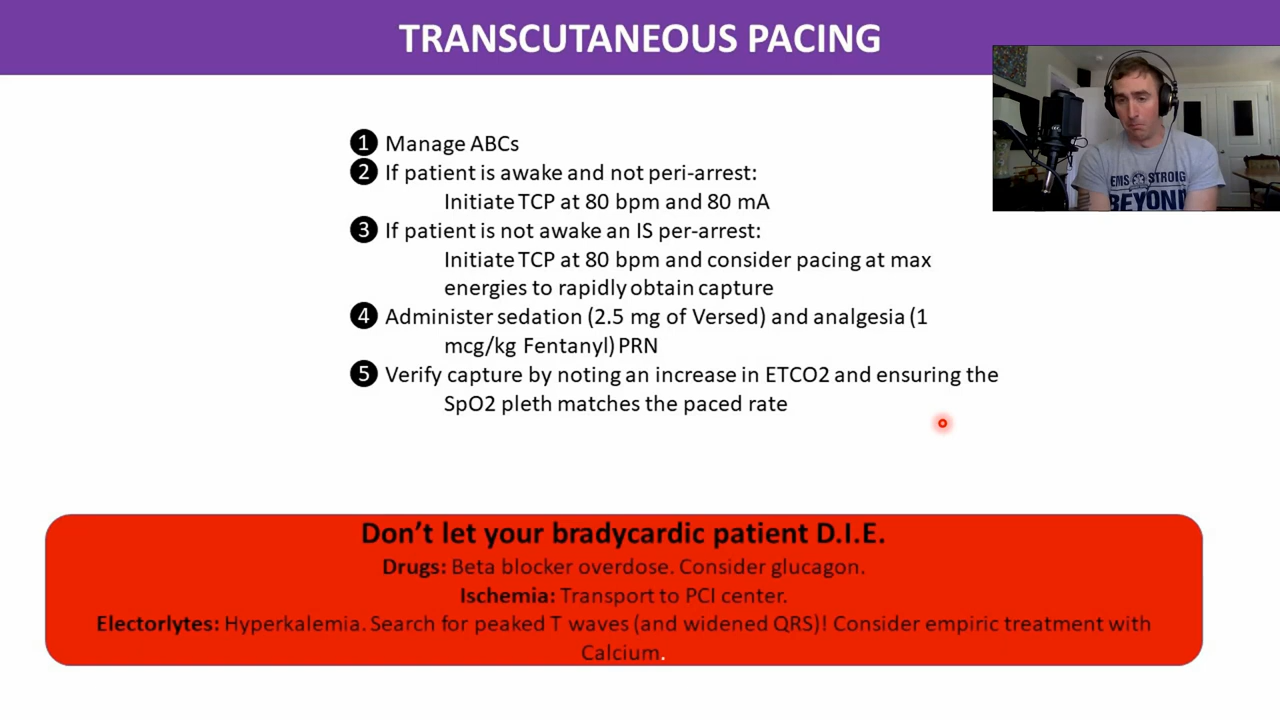 TRANSCUTANEOUS PACING
EMS STRONG
BEYOND
❶ Manage ABCs
❷ If patient is awake and not peri-arrest:
Initiate TCP at 80 bpm and 80 mA
❸ If patient is not awake an IS per-arrest:
Initiate TCP at 80 bpm and consider pacing at max
energies to rapidly obtain capture
❹ Administer sedation (2.5 mg of Versed) and analgesia (1
mcg/kg Fentanyl) PRN
❺ Verify capture by noting an increase in ETCO2 and ensuring the
SpO2 pleth matches the paced rate
Don’t let your bradycardic patient D.I.E.
Drugs: Beta blocker overdose. Consider glucagon.
Ischemia: Transport to PCI center.
Electorlytes: Hyperkalemia. Search for peaked T waves (and widened QRS)! Consider empiric treatment with
Calcium.